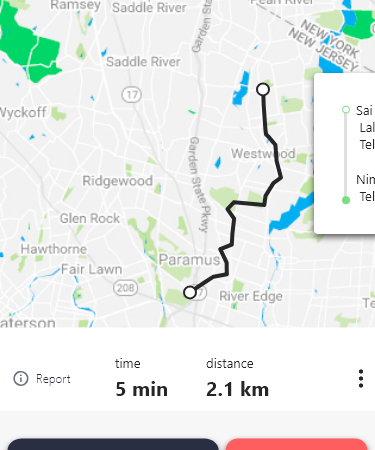 Ramsey
Saddle River
Garden Sta
Pearl River
NEW YORK
NEW JERSEY
Saddle River
17
Wyckoff
Sai
Lal
Tel
Westwood
Garden State Pkwy
Ridgewood
Nin
Tel
Glen Rock
Hawthorne
Paramus
Fair Lawn
208
River Edge
aterson
Te
time
distance
Report
5 min
2.1 km